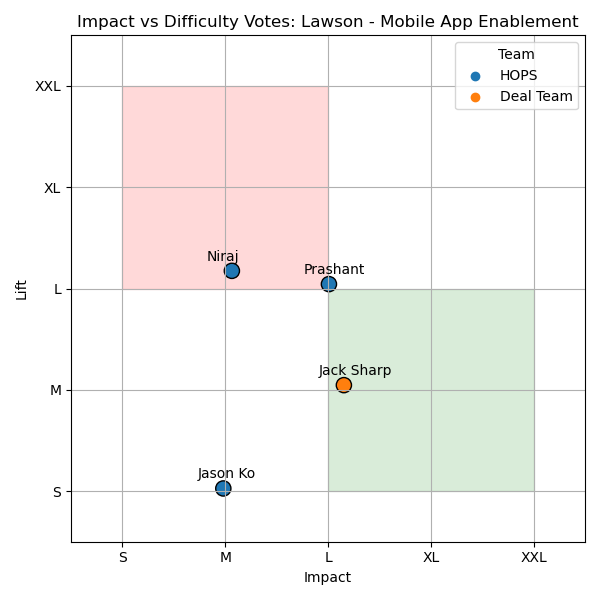 Impact vs Difficulty Votes: Lawson - Mobile App Enablement
Team
HOPS
Deal Team
XXL
XL
L
M
S
Lift
Niraj
Prashant
Jack Sharp
Jason Ko
S
M
L
XL
XXL
Impact